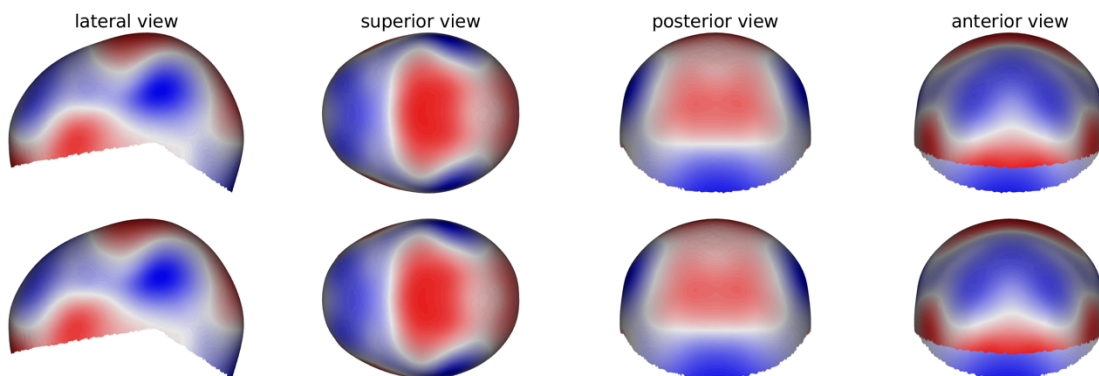 lateral view
superior view
posterior view
anterior view